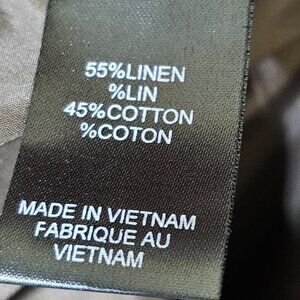 55%LINEN
%LIN
45%COTTON
%COTON
MADE IN VIETNAM
FABRIQUE AU
VIETNAM